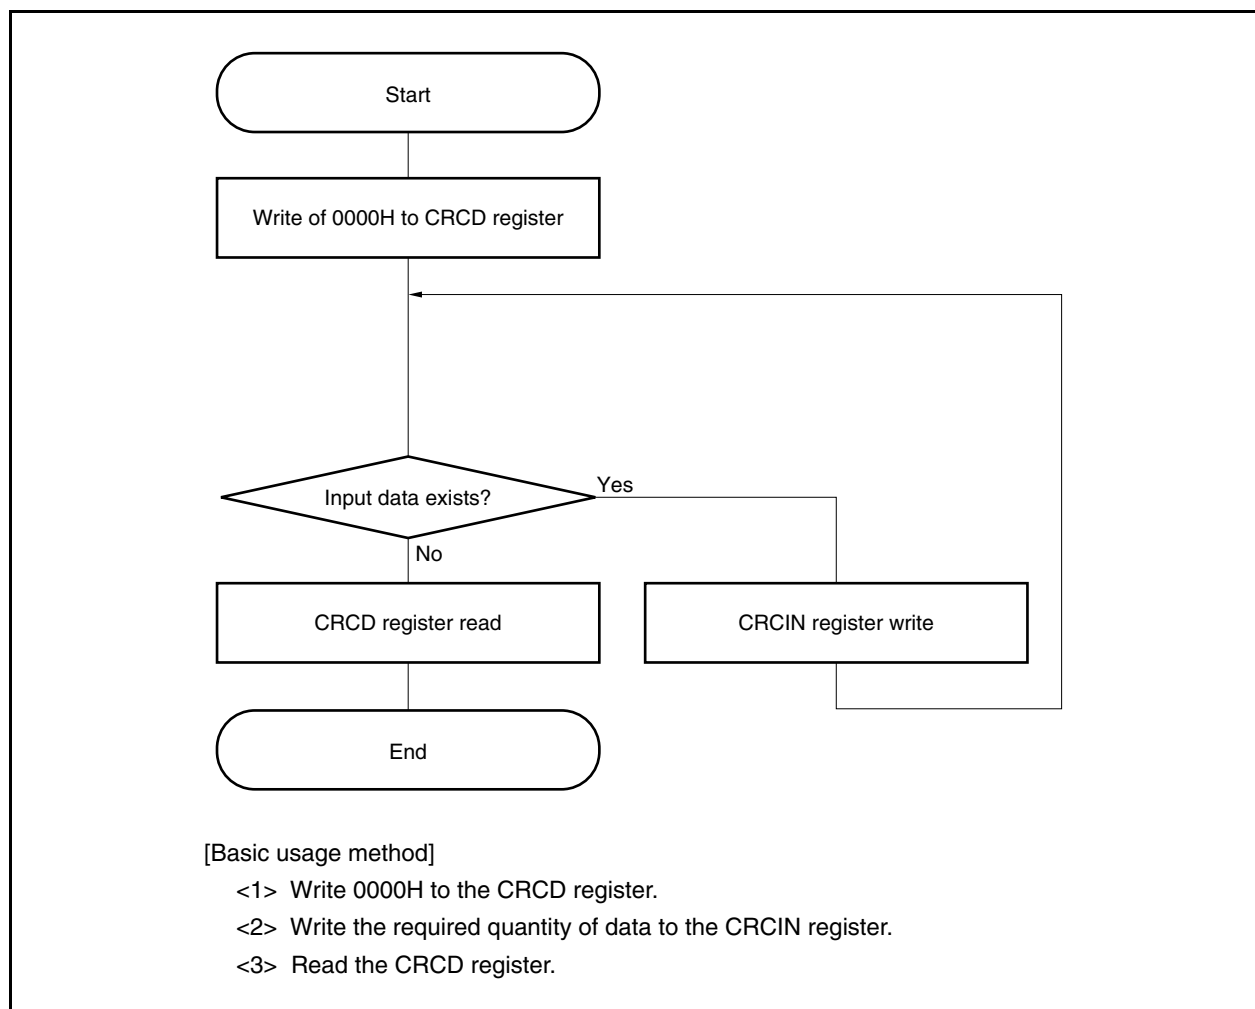 Start
Write of 0000H to CRCD register
Input data exists?
Yes
No
CRCD register read
CRCIN register write
End
[Basic usage method]
<1> Write 0000H to the CRCD register.
<2> Write the required quantity of data to the CRCIN register.
<3> Read the CRCD register.